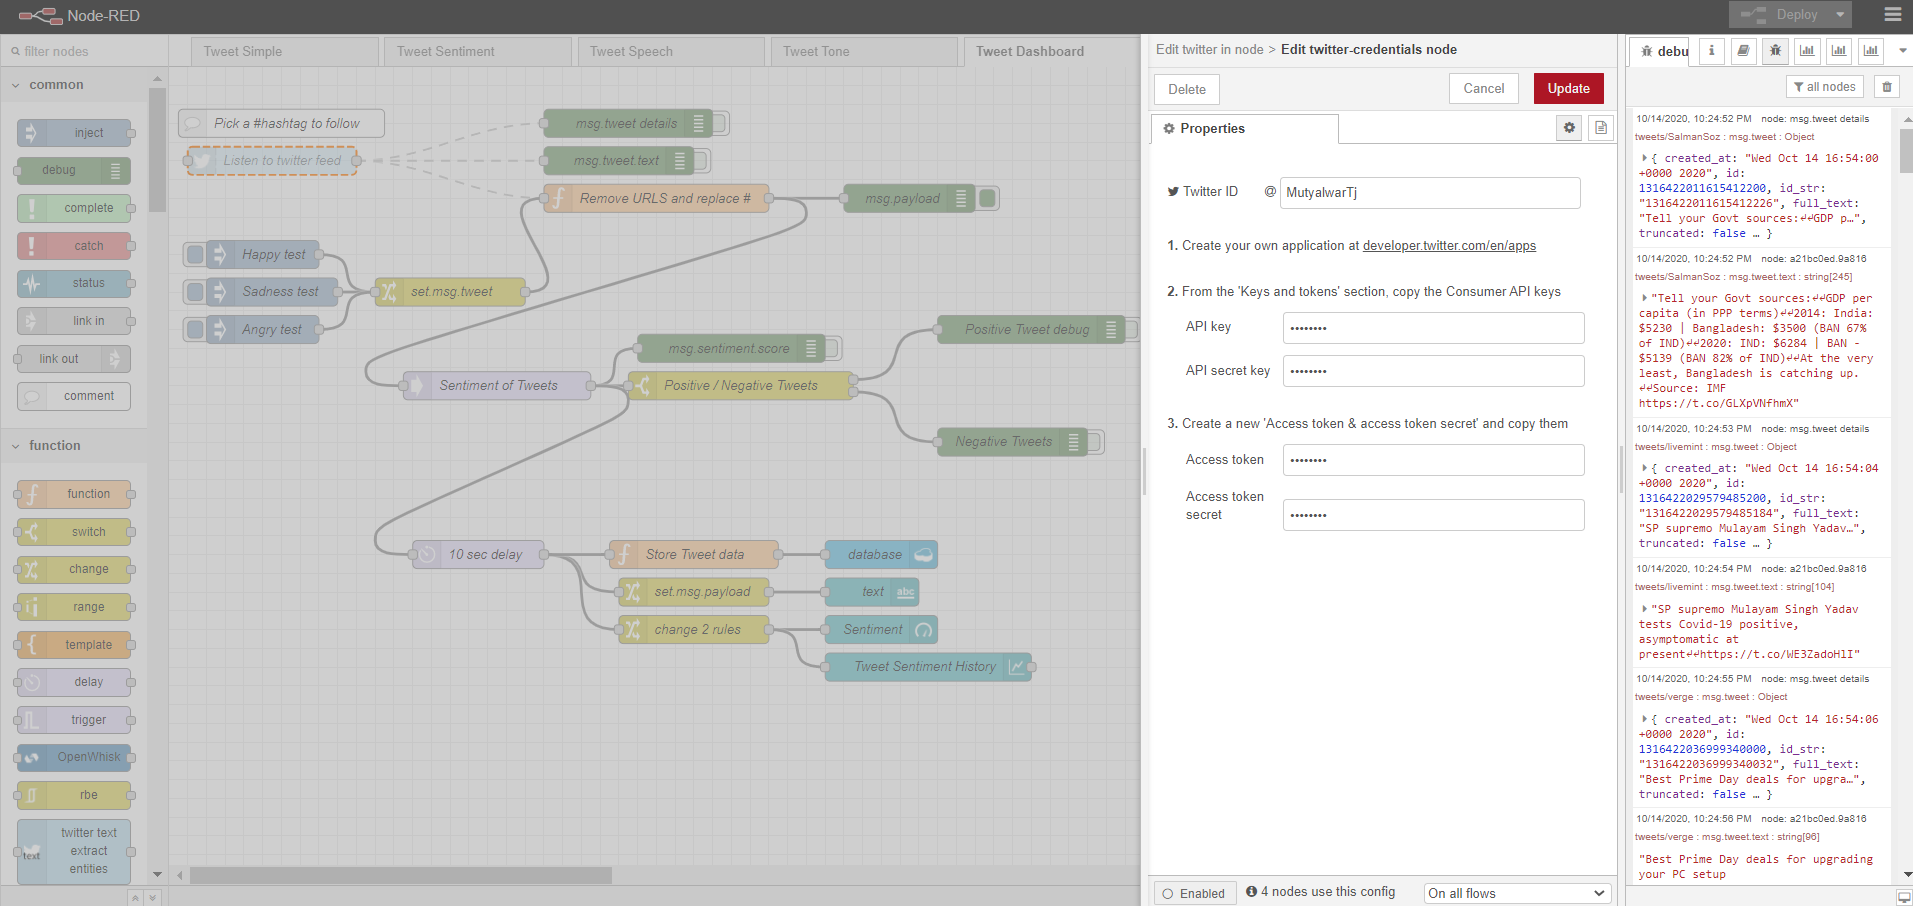 Node-RED
Deploy
filter nodes
common
inject
debug
complete
catch
status
link in
link out
comment
function
function
switch
change
range
template
delay
trigger
OpenWhisk
rbe
twitter text
extract
entities
text
Tweet Simple
Tweet Sentiment
Tweet Speech
Tweet Tone
Tweet Dashboard
Pick a #hashtag to follow
msg.tweet details
Listen to twitter feed
msg.tweet.text
Remove URLS and replace #
msg.payload
Happy test
Sadness test
set.msg.tweet
Angry test
Positive Tweet debug
msg.sentiment.score
Sentiment of Tweets
Positive / Negative Tweets
Negative Tweets
10 sec delay
Store Tweet data
database
set.msg.payload
text
abc
change 2 rules
Sentiment
Tweet Sentiment History
Edit twitter in node > Edit twitter-credentials node
Delete
Cancel
Update
Properties
Twitter ID @ MutyalwarTj
1. Create your own application at developer.twitter.com/en/apps
2. From the 'Keys and tokens' section, copy the Consumer API keys
API key ••••••••
API secret key ••••••••
3. Create a new 'Access token & access token secret' and copy them
Access token ••••••••
Access token
secret ••••••••
Enabled
4 nodes use this config
On all flows
debu
i
all nodes
10/14/2020, 10:24:52 PM node: msg.tweet details
tweets/SalmanSoz : msg.tweet : Object
{ created_at: "Wed Oct 14 16:54:00
+0000 2020", id:
1316422011615412200, id_str:
"1316422011615412226", full_text:
"Tell your Govt sources:↵↵GDP p…",
truncated: false … }
10/14/2020, 10:24:52 PM node: a21bc0ed.9a816
tweets/SalmanSoz : msg.tweet.text : string[245]
"Tell your Govt sources:↵↵GDP per
capita (in PPP terms)↵↵2014: India:
$5230 | Bangladesh: $3500 (BAN 67%
of IND)↵↵2020: IND: $6284 | BAN -
$5139 (BAN 82% of IND)↵↵At the very
least, Bangladesh is catching up.
↵↵Source: IMF
https://t.co/GLXpVNfhmX"
10/14/2020, 10:24:53 PM node: msg.tweet details
tweets/livemint : msg.tweet : Object
{ created_at: "Wed Oct 14 16:54:04
+0000 2020", id:
1316422029579485200, id_str:
"1316422029579485184", full_text:
"SP supremo Mulayam Singh Yadav…",
truncated: false … }
10/14/2020, 10:24:54 PM node: a21bc0ed.9a816
tweets/livemint : msg.tweet.text : string[104]
"SP supremo Mulayam Singh Yadav
tests Covid-19 positive,
asymptomatic at
present↵↵https://t.co/WE3ZadoHlI"
10/14/2020, 10:24:55 PM node: msg.tweet details
tweets/verge : msg.tweet : Object
{ created_at: "Wed Oct 14 16:54:06
+0000 2020", id:
1316422036999340000, id_str:
"1316422036999340032", full_text:
"Best Prime Day deals for upgra…",
truncated: false … }
10/14/2020, 10:24:56 PM node: a21bc0ed.9a816
tweets/verge : msg.tweet.text : string[96]
"Best Prime Day deals for upgrading
your PC setup